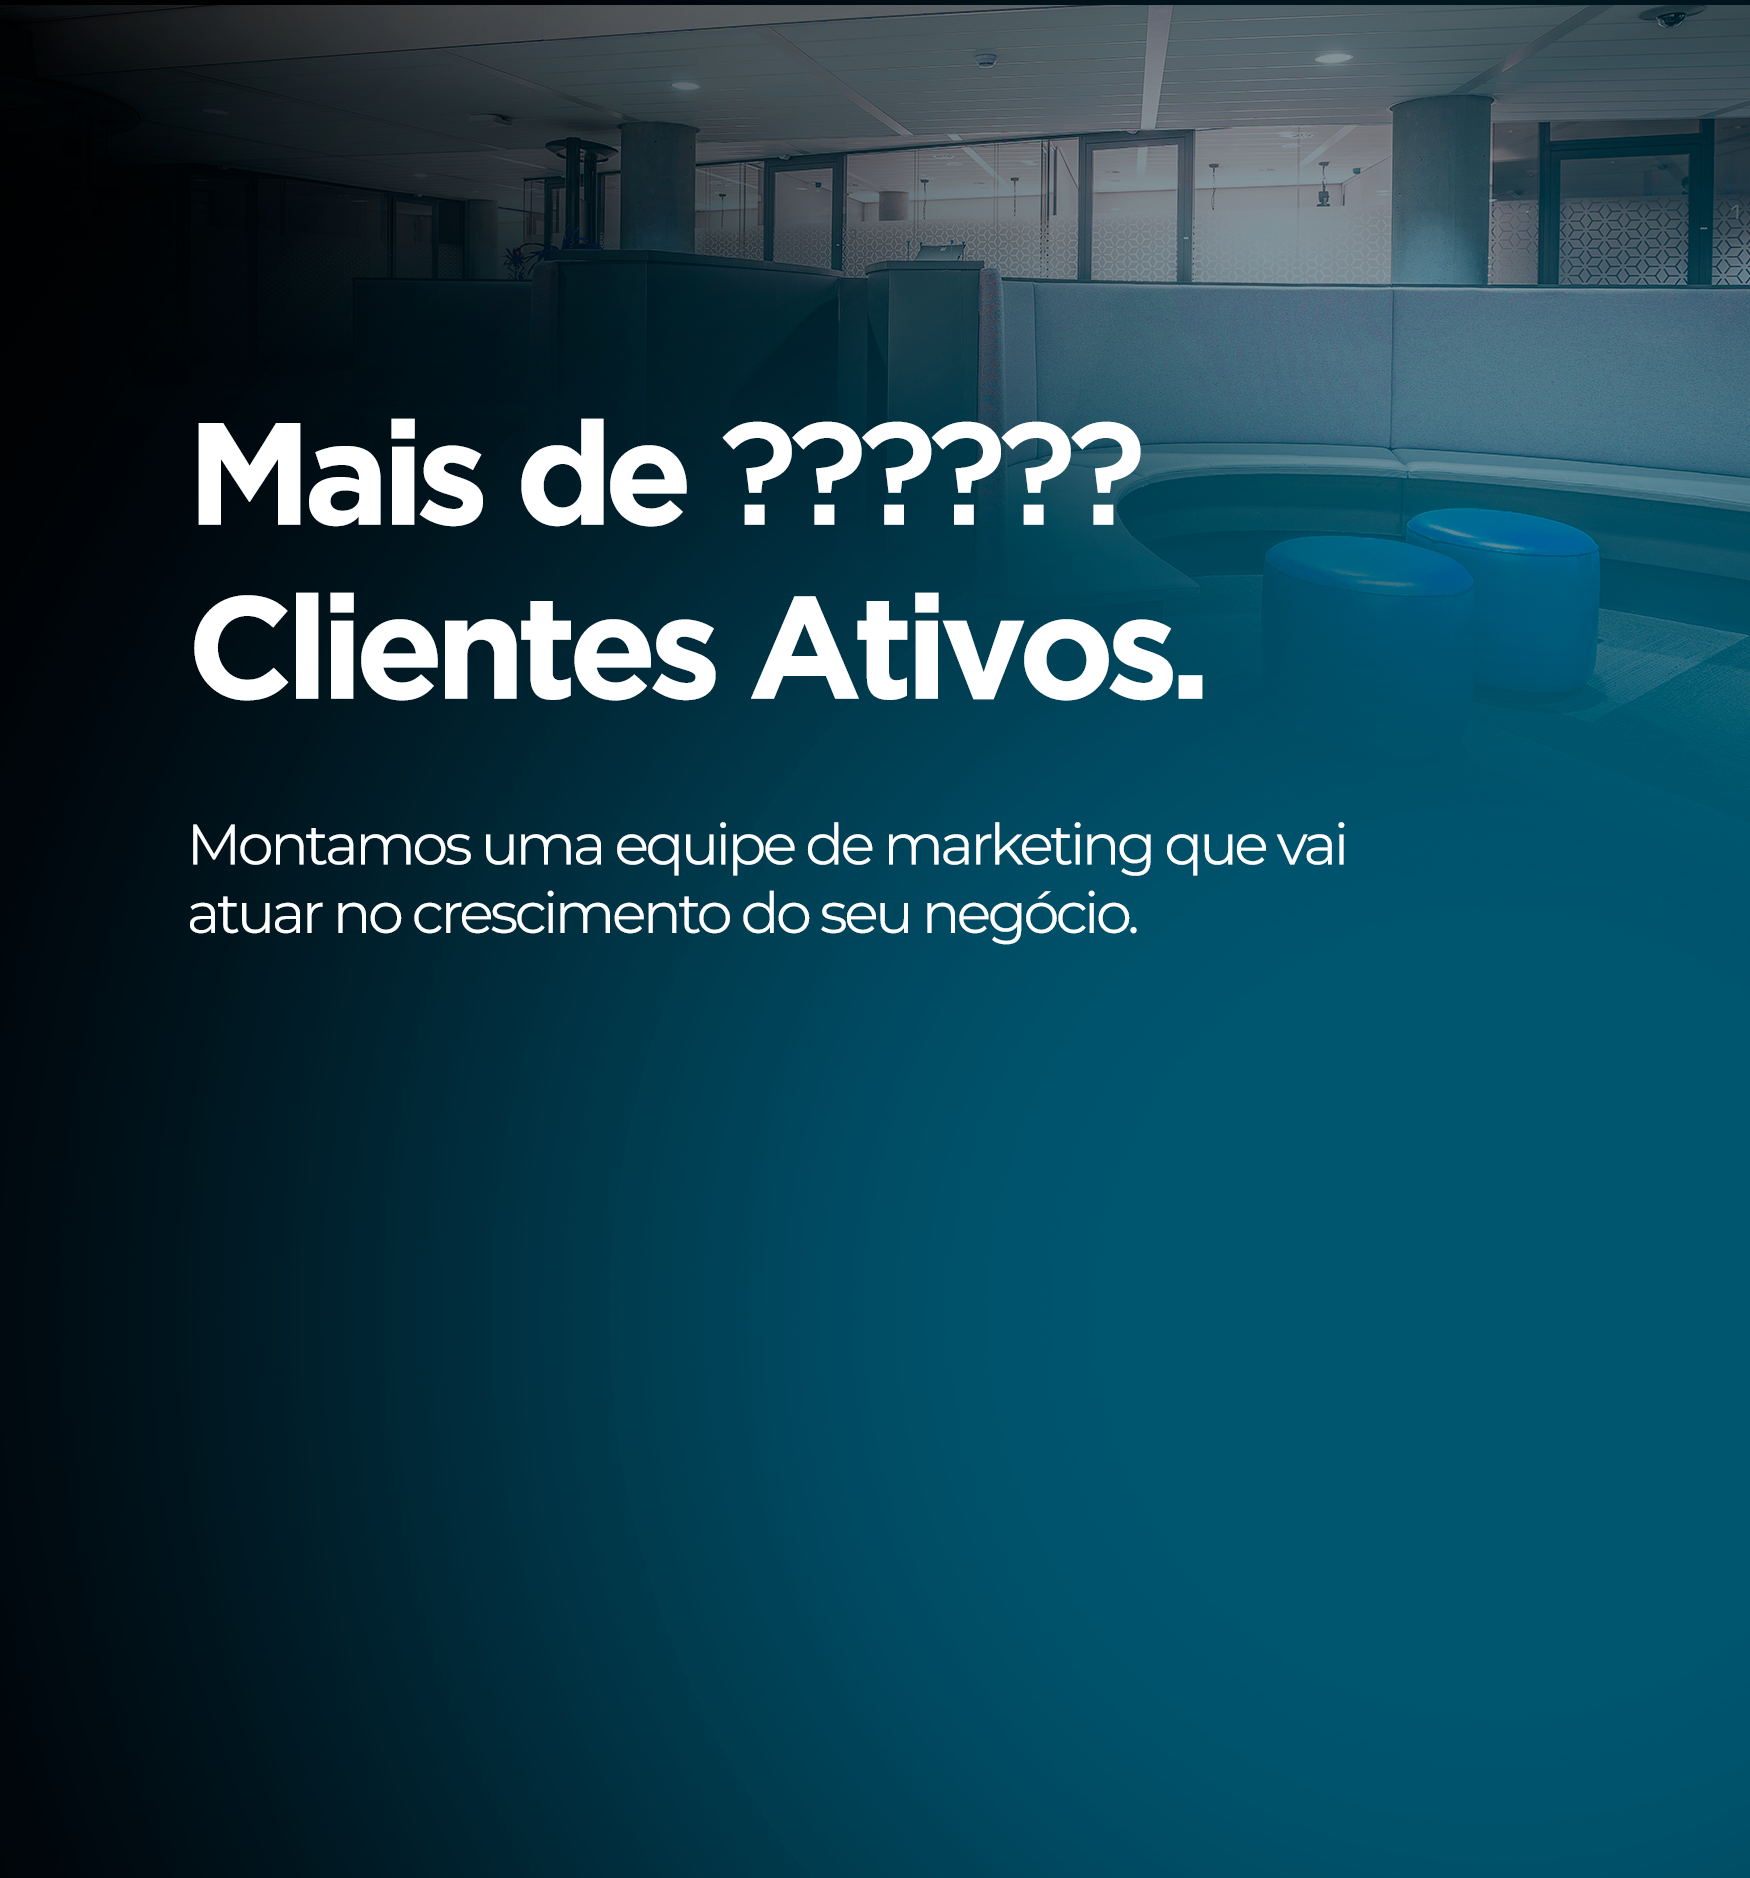 Mais de ??????
Clientes Ativos.
Montamos uma equipe de marketing que vai
atuar no crescimento do seu negócio.